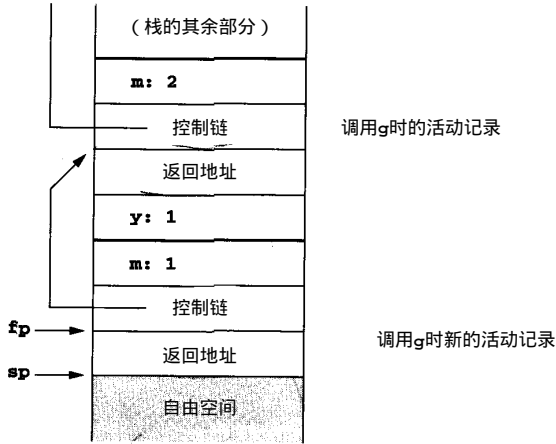 （栈的其余部分）
m: 2
控制链
调用g时的活动记录
返回地址
y: 1
m: 1
控制链
fp
调用g时新的活动记录
返回地址
sp
自由空间